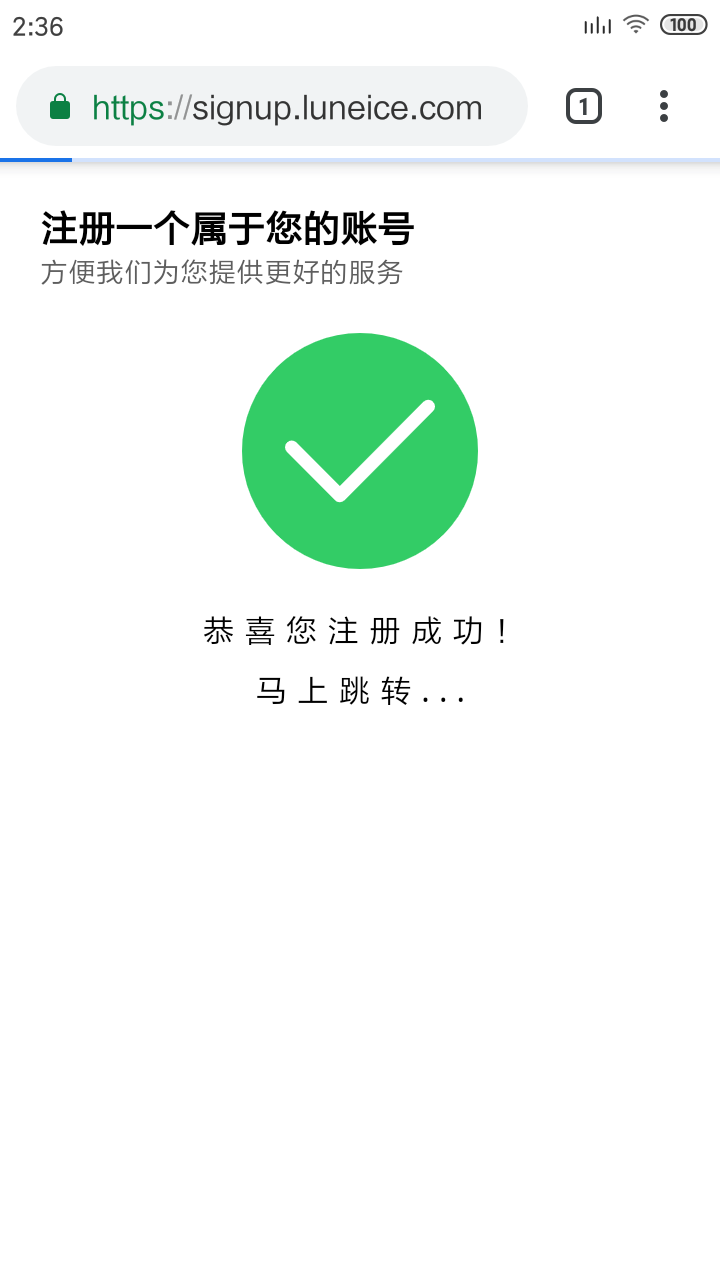 2:36
100
https://signup.luneice.com
1
注册一个属于您的账号
方便我们为您提供更好的服务
恭喜您注册成功！
马上跳转...